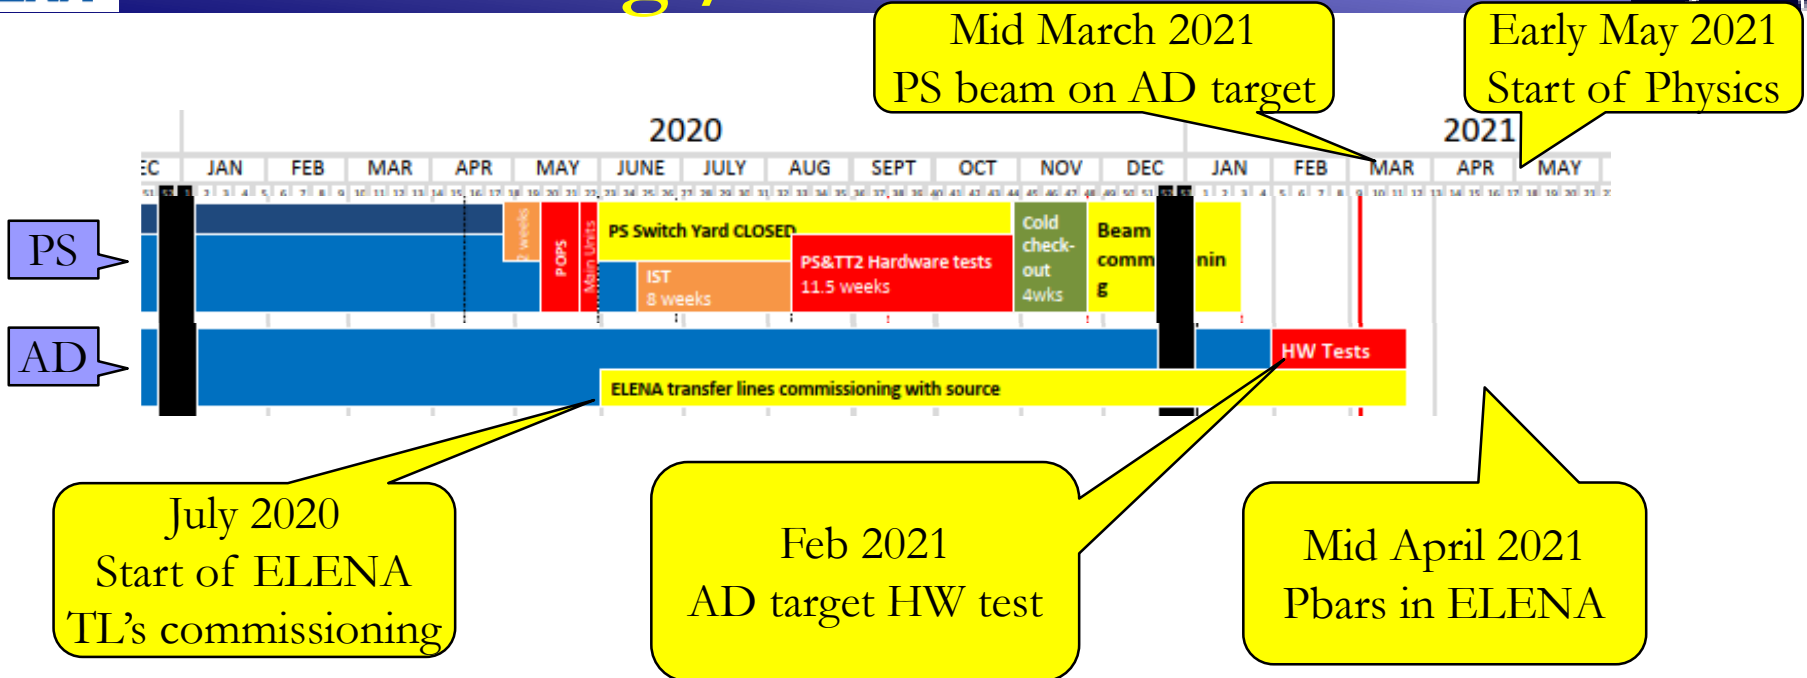 Mid March 2021
PS beam on AD target
Early May 2021
Start of Physics
2020
2021
EC JAN FEB MAR APR MAY JUNE JULY AUG SEPT OCT NOV DEC JAN FEB MAR APR MAY
PS
2 weeks
POPS
Main Units
PS Switch Yard CLOSED
IST
8 weeks
PS&TT2 Hardware tests
11.5 weeks
Cold
check-
out
4wks
Beam
comm nin
g
AD
HW Tests
ELENA transfer lines commissioning with source
July 2020
Start of ELENA
TL's commissioning
Feb 2021
AD target HW test
Mid April 2021
Pbars in ELENA